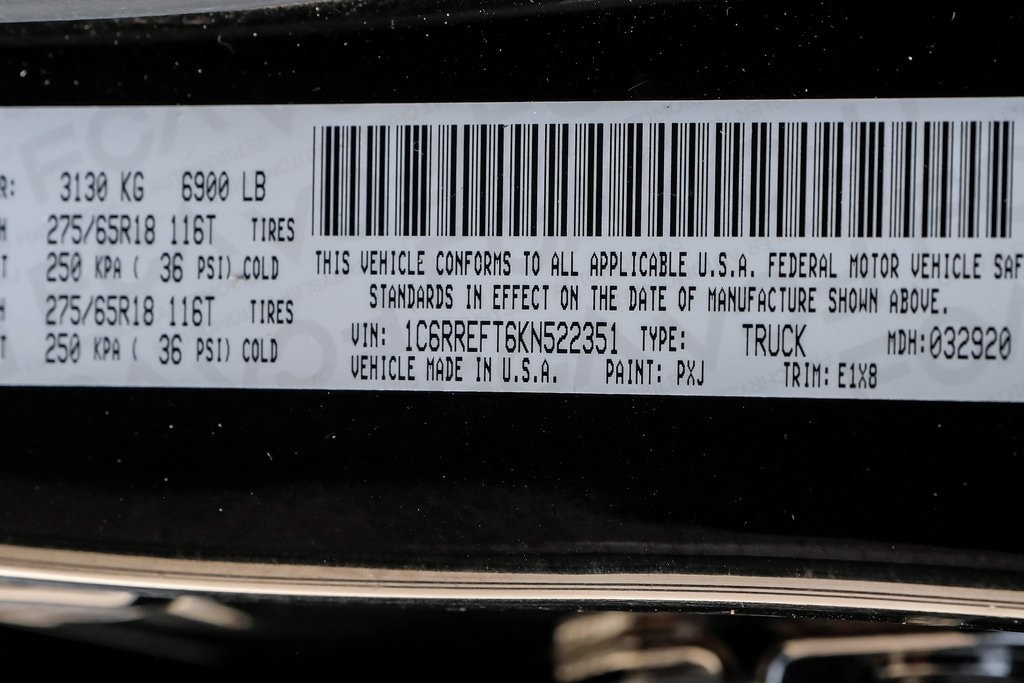 R: 3130 KG 6900 LB
275/65R18 116T TIRES
250 KPA ( 36 PSI) COLD
275/65R18 116T TIRES
250 KPA ( 36 PSI) COLD
THIS VEHICLE CONFORMS TO ALL APPLICABLE U.S.A. FEDERAL MOTOR VEHICLE SAF
STANDARDS IN EFFECT ON THE DATE OF MANUFACTURE SHOWN ABOVE.
VIN: 1C6RREFT6KN522351 TYPE: TRUCK MDH:032920
VEHICLE MADE IN U.S.A. PAINT: PXJ TRIM: E1X8